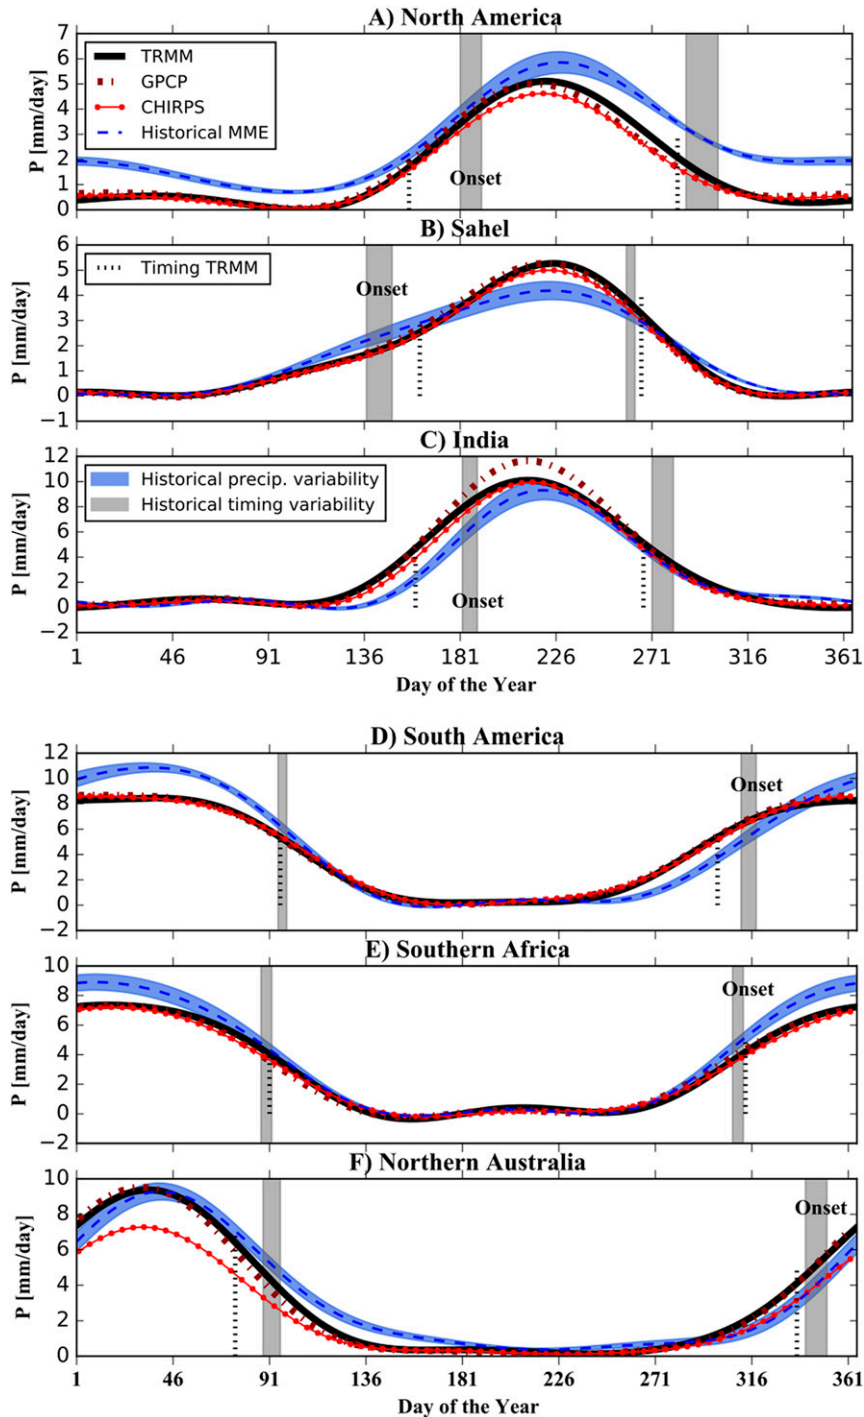 A) North America
7
6
5
4
3
2
1
0
P [mm/day]
TRMM
GPCP
CHIRPS
Historical MME
Onset
B) Sahel
6
5
4
3
2
1
0
−1
P [mm/day]
Timing TRMM
Onset
C) India
12
10
8
6
4
2
0
−2
P [mm/day]
Historical precip. variability
Historical timing variability
Onset
1 46 91 136 181 226 271 316 361
Day of the Year
D) South America
12
10
8
6
4
2
0
−2
P [mm/day]
Onset
E) Southern Africa
10
8
6
4
2
0
−2
P [mm/day]
Onset
F) Northern Australia
10
8
6
4
2
0
P [mm/day]
Onset
1 46 91 136 181 226 271 316 361
Day of the Year